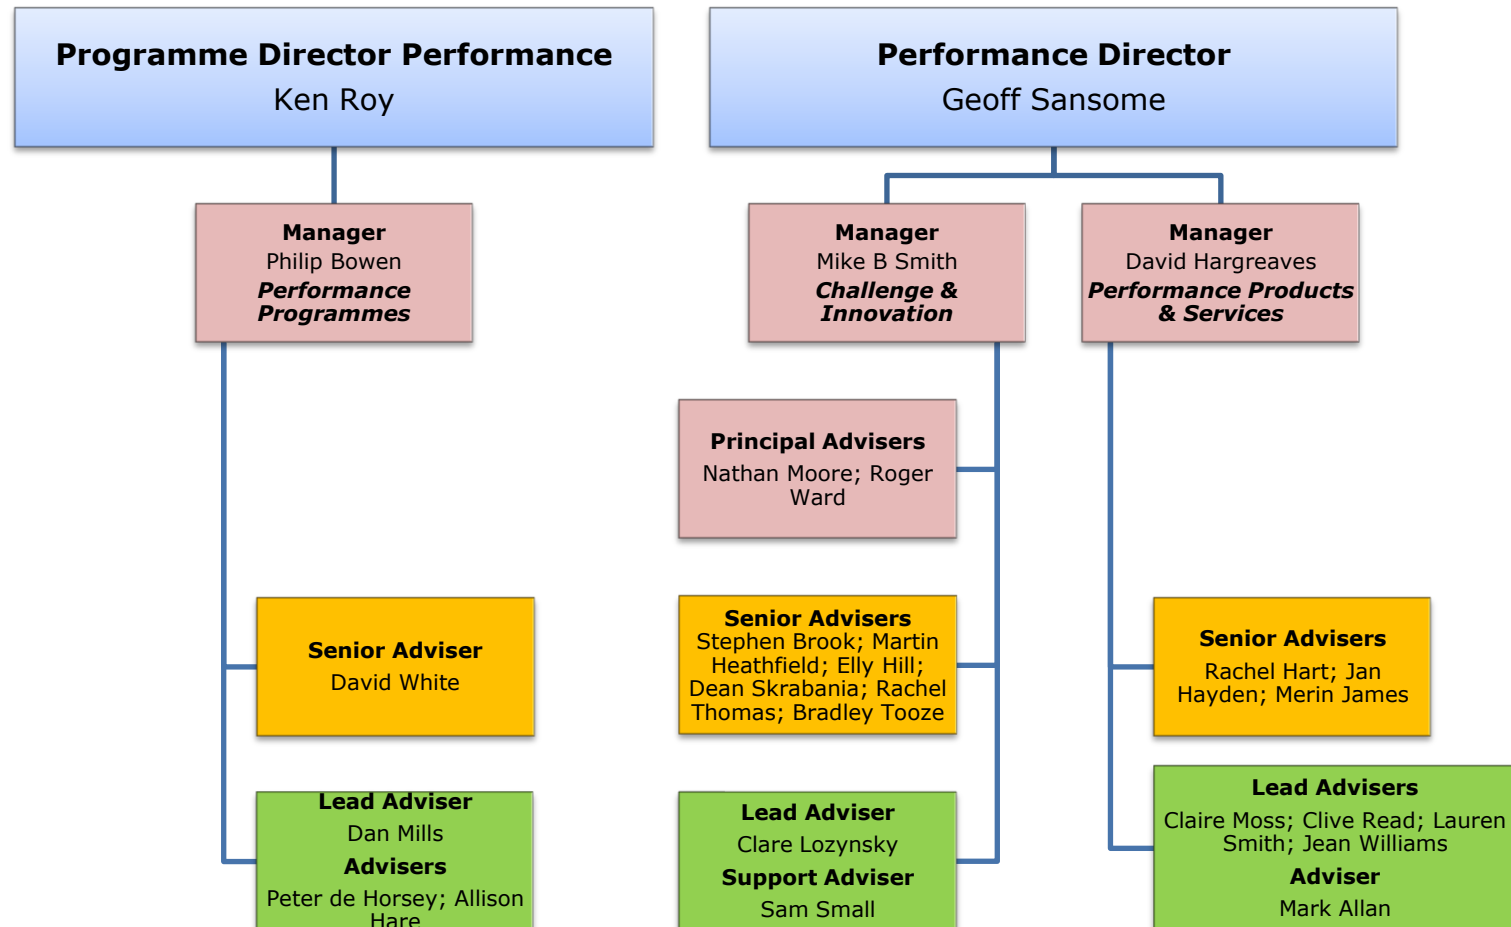 Programme Director Performance
Ken Roy
Performance Director
Geoff Sansome
Manager
Philip Bowen
Performance
Programmes
Manager
Mike B Smith
Challenge &
Innovation
Manager
David Hargreaves
Performance Products
& Services
Principal Advisers
Nathan Moore; Roger
Ward
Senior Adviser
David White
Senior Advisers
Stephen Brook; Martin
Heathfield; Elly Hill;
Dean Skrabania; Rachel
Thomas; Bradley Tooze
Senior Advisers
Rachel Hart; Jan
Hayden; Merin James
Lead Adviser
Dan Mills
Advisers
Peter de Horsey; Allison
Hare
Lead Adviser
Clare Lozynsky
Support Adviser
Sam Small
Lead Advisers
Claire Moss; Clive Read; Lauren
Smith; Jean Williams
Adviser
Mark Allan